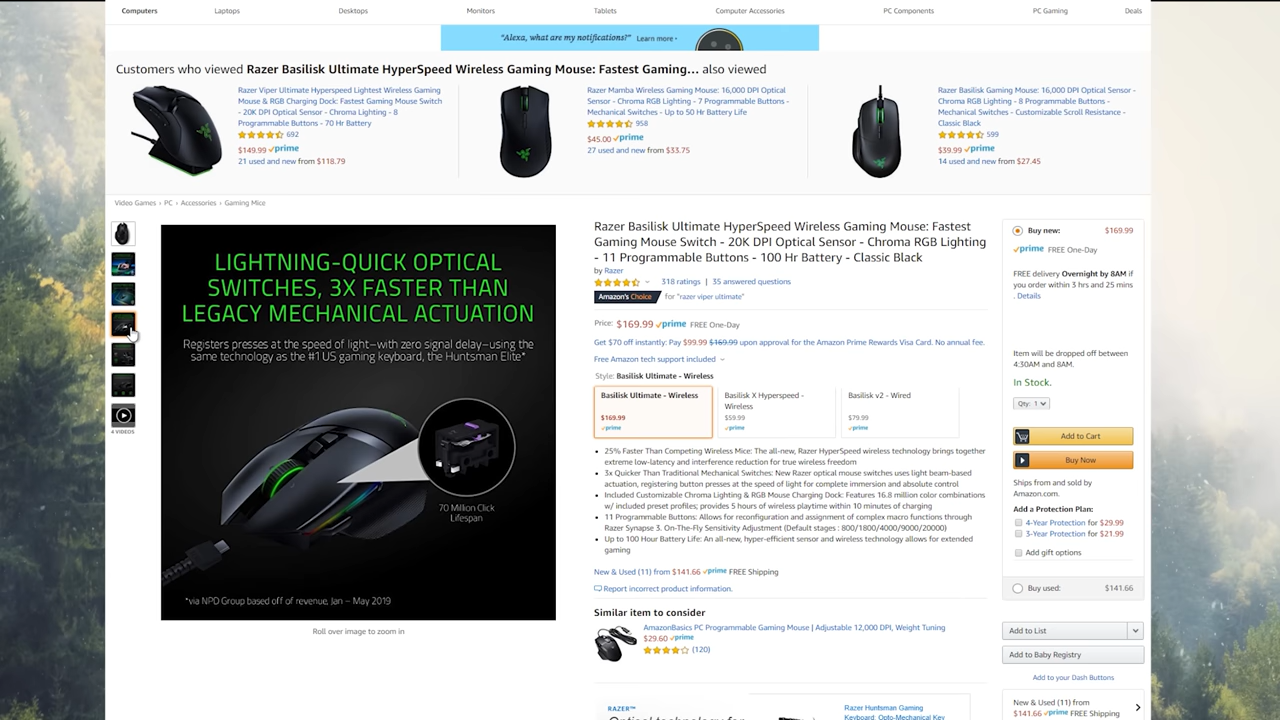 Computers
Laptops
Desktops
Monitors
Tablets
Computer Accessories
PC Components
PC Gaming
Deals
"Alexa, what are my notifications?" Learn more ›
Customers who viewed Razer Basilisk Ultimate HyperSpeed Wireless Gaming Mouse: Fastest Gaming… also viewed
Razer Viper Ultimate Hyperspeed Lightest Wireless Gaming
Mouse & RGB Charging Dock: Fastest Gaming Mouse Switch
- 20K DPI Optical Sensor - Chroma Lighting - 8
Programmable Buttons - 70 Hr Battery
692
$149.99 prime
21 used and new from $118.79
Razer Mamba Wireless Gaming Mouse: 16,000 DPI Optical
Sensor - Chroma RGB Lighting - 7 Programmable Buttons -
Mechanical Switches - Up to 50 Hr Battery Life
958
$45.00 prime
27 used and new from $33.75
Razer Basilisk Gaming Mouse: 16,000 DPI Optical Sensor -
Chroma RGB Lighting - 8 Programmable Buttons -
Mechanical Switches - Customizable Scroll Resistance -
Classic Black
599
$39.99 prime
14 used and new from $27.45
Video Games › PC › Accessories › Gaming Mice
4 VIDEOS
LIGHTNING-QUICK OPTICAL
SWITCHES, 3X FASTER THAN
LEGACY MECHANICAL ACTUATION
Registers presses at the speed of light–with zero signal delay–using the
same technology as the #1 US gaming keyboard, the Huntsman Elite*
70 Million Click
Lifespan
*via NPD Group based off of revenue, Jan – May 2019
Roll over image to zoom in
Razer Basilisk Ultimate HyperSpeed Wireless Gaming Mouse: Fastest
Gaming Mouse Switch - 20K DPI Optical Sensor - Chroma RGB Lighting
- 11 Programmable Buttons - 100 Hr Battery - Classic Black
by Razer
318 ratings | 35 answered questions
Amazon's Choice for "razer viper ultimate"
Price: $169.99 prime FREE One-Day
Get $70 off instantly: Pay $99.99 $169.99 upon approval for the Amazon Prime Rewards Visa Card. No annual fee.
Free Amazon tech support included
Style: Basilisk Ultimate - Wireless
Basilisk Ultimate - Wireless
$169.99
prime
Basilisk X Hyperspeed -
Wireless
$59.99
prime
Basilisk v2 - Wired
$79.99
prime
• 25% Faster Than Competing Wireless Mice: The all-new, Razer HyperSpeed wireless technology brings together
extreme low-latency and interference reduction for true wireless freedom
• 3x Quicker Than Traditional Mechanical Switches: New Razer optical mouse switches uses light beam-based
actuation, registering button presses at the speed of light for complete immersion and absolute control
• Included Customizable Chroma Lighting & RGB Mouse Charging Dock: Features 16.8 million color combinations
w/ included preset profiles; provides 5 hours of wireless playtime within 10 minutes of charging
• 11 Programmable Buttons: Allows for reconfiguration and assignment of complex macro functions through
Razer Synapse 3. On-The-Fly Sensitivity Adjustment (Default stages : 800/1800/4000/9000/20000)
• Up to 100 Hour Battery Life: An all-new, hyper-efficient sensor and wireless technology allows for extended
gaming
New & Used (11) from $141.66 prime FREE Shipping
Report incorrect product information.
Similar item to consider
AmazonBasics PC Programmable Gaming Mouse | Adjustable 12,000 DPI, Weight Tuning
$29.60 prime
(120)
RAZER™
Optical technology for
Razer Huntsman Gaming
Keyboard: Opto-Mechanical Key
Buy new: $169.99
prime FREE One-Day
FREE delivery Overnight by 8AM if
you order within 3 hrs and 25 mins
. Details
Item will be dropped off between
4:30AM and 8AM.
In Stock.
Qty: 1
Add to Cart
Buy Now
Ships from and sold by
Amazon.com.
Add a Protection Plan:
4-Year Protection for $29.99
3-Year Protection for $21.99
Add gift options
Buy used: $141.66
Add to List
Add to Baby Registry
Add to your Dash Buttons
New & Used (11) from
$141.66 prime FREE Shipping